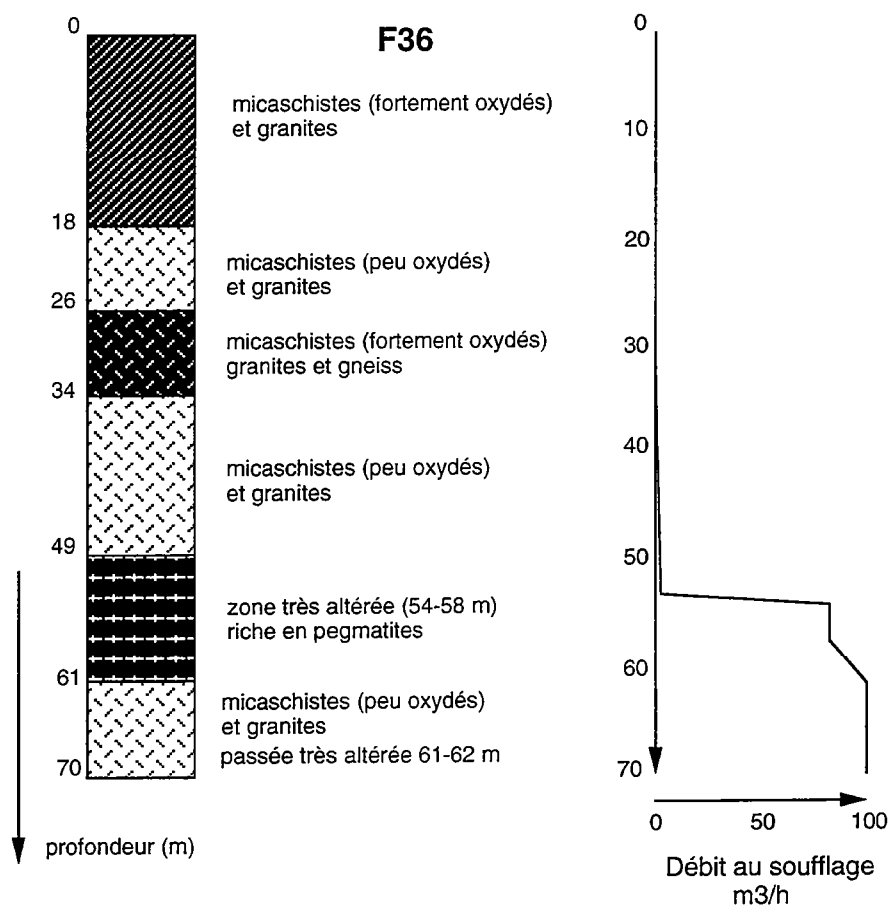 F36
0
18
26
34
49
61
70
micaschistes (fortement oxydés)
et granites
micaschistes (peu oxydés)
et granites
micaschistes (fortement oxydés)
granites et gneiss
micaschistes (peu oxydés)
et granites
zone très altérée (54-58 m)
riche en pegmatites
micaschistes (peu oxydés)
et granites
passée très altérée 61-62 m
profondeur (m)
0
10
20
30
40
50
60
70
0 50 100
Débit au soufflage
m3/h